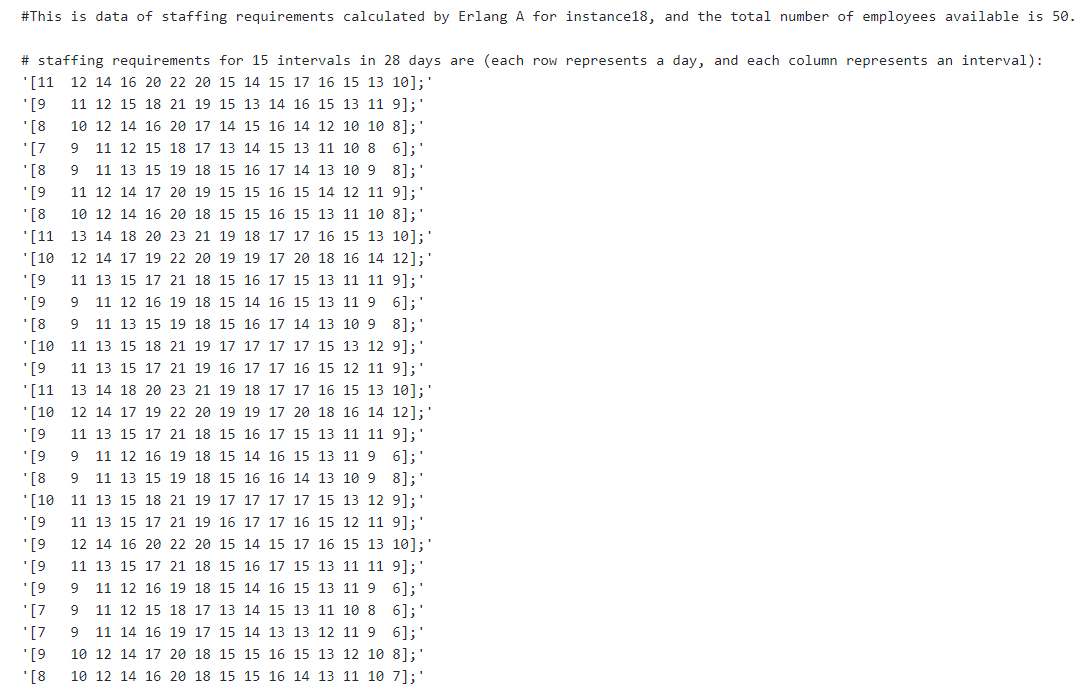 #This is data of staffing requirements calculated by Erlang A for instance18, and the total number of employees available is 50.
# staffing requirements for 15 intervals in 28 days are (each row represents a day, and each column represents an interval):
'[11  12 14 16 20 22 20 15 14 15 17 16 15 13 10];'
'[9   11 12 15 18 21 19 15 13 14 16 15 13 11 9];'
'[8   10 12 14 16 20 17 14 15 16 14 12 10 10 8];'
'[7   9  11 12 15 18 17 13 14 15 13 11 10 8  6];'
'[8   9  11 13 15 19 18 15 16 17 14 13 10 9  8];'
'[9   11 12 14 17 20 19 15 15 16 15 14 12 11 9];'
'[8   10 12 14 16 20 18 15 15 16 15 13 11 10 8];'
'[11  13 14 18 20 23 21 19 18 17 17 16 15 13 10];'
'[10  12 14 17 19 22 20 19 19 17 20 18 16 14 12];'
'[9   11 13 15 17 21 18 15 16 17 15 13 11 11 9];'
'[9   9  11 12 16 19 18 15 14 16 15 13 11 9  6];'
'[8   9  11 13 15 19 18 15 16 17 14 13 10 9  8];'
'[10  11 13 15 18 21 19 17 17 17 17 15 13 12 9];'
'[9   11 13 15 17 21 19 16 17 17 16 15 12 11 9];'
'[11  13 14 18 20 23 21 19 18 17 17 16 15 13 10];'
'[10  12 14 17 19 22 20 19 19 17 20 18 16 14 12];'
'[9   11 13 15 17 21 18 15 16 17 15 13 11 11 9];'
'[9   9  11 12 16 19 18 15 14 16 15 13 11 9  6];'
'[8   9  11 13 15 19 18 15 16 16 14 13 10 9  8];'
'[10  11 13 15 18 21 19 17 17 17 17 15 13 12 9];'
'[9   11 13 15 17 21 19 16 17 17 16 15 12 11 9];'
'[9   12 14 16 20 22 20 15 14 15 17 16 15 13 10];'
'[9   11 13 15 17 21 18 15 16 17 15 13 11 11 9];'
'[9   9  11 12 16 19 18 15 14 16 15 13 11 9  6];'
'[7   9  11 12 15 18 17 13 14 15 13 11 10 8  6];'
'[7   9  11 14 16 19 17 15 14 13 13 12 11 9  6];'
'[9   10 12 14 17 20 18 15 15 16 15 13 12 10 8];'
'[8   10 12 14 16 20 18 15 15 16 14 13 11 10 7];'